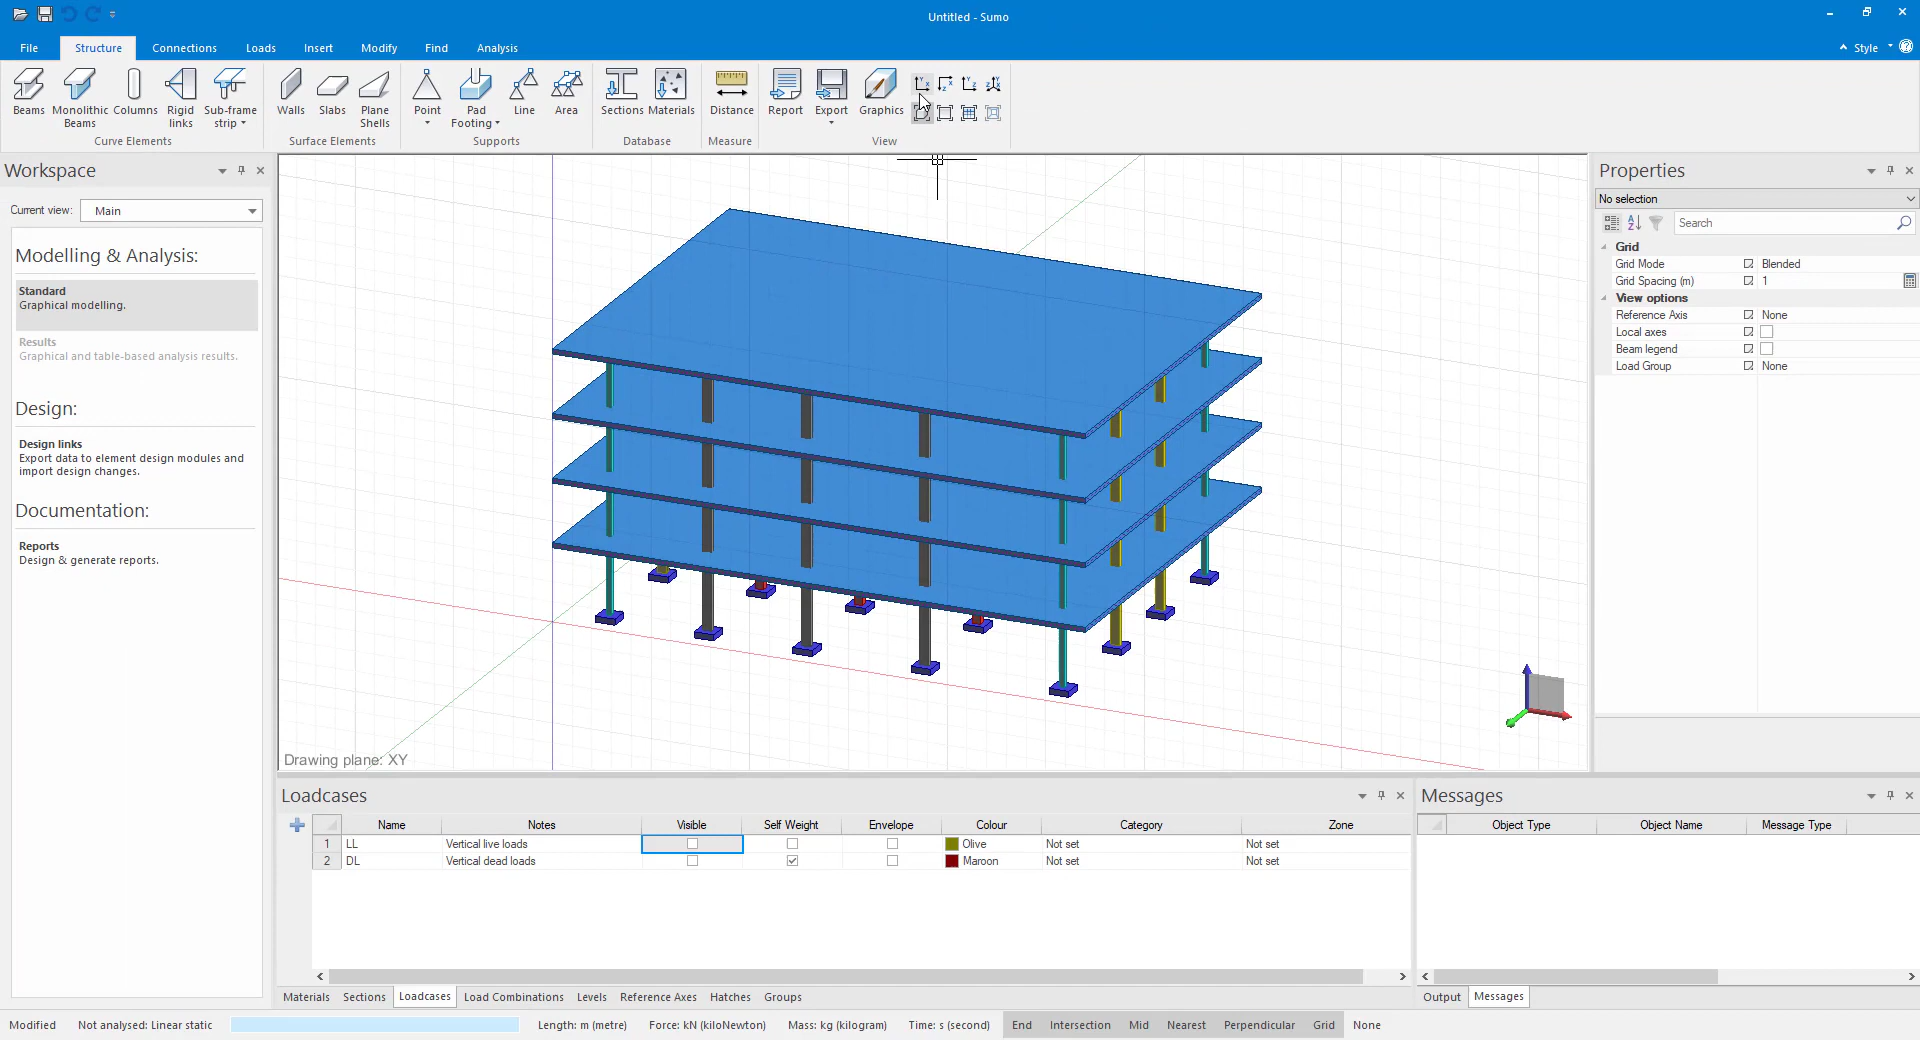 Untitled - Sumo
File Structure Connections Loads Insert Modify Find Analysis Style
Beams Monolithic Beams Columns Rigid links Sub-frame strip
Curve Elements
Walls Slabs Plane Shells
Surface Elements
Point Pad Footing Line Area
Supports
Sections Materials
Database
Distance
Measure
Report Export Graphics
View
Workspace
Current view: Main
Modelling & Analysis:
Standard
Graphical modelling.
Results
Graphical and table-based analysis results.
Design:
Design links
Export data to element design modules and
import design changes.
Documentation:
Reports
Design & generate reports.
Drawing plane: XY
Properties
No selection
Search
Grid
Grid Mode Blended
Grid Spacing (m) 1
View options
Reference Axis None
Local axes
Beam legend
Load Group None
Loadcases
Name Notes Visible Self Weight Envelope Colour Category Zone
1 LL Vertical live loads Olive Not set Not set
2 DL Vertical dead loads Maroon Not set Not set
Materials Sections Loadcases Load Combinations Levels Reference Axes Hatches Groups
Messages
Object Type Object Name Message Type
Output Messages
Modified Not analysed: Linear static Length: m (metre) Force: kN (kiloNewton) Mass: kg (kilogram) Time: s (second) End Intersection Mid Nearest Perpendicular Grid None